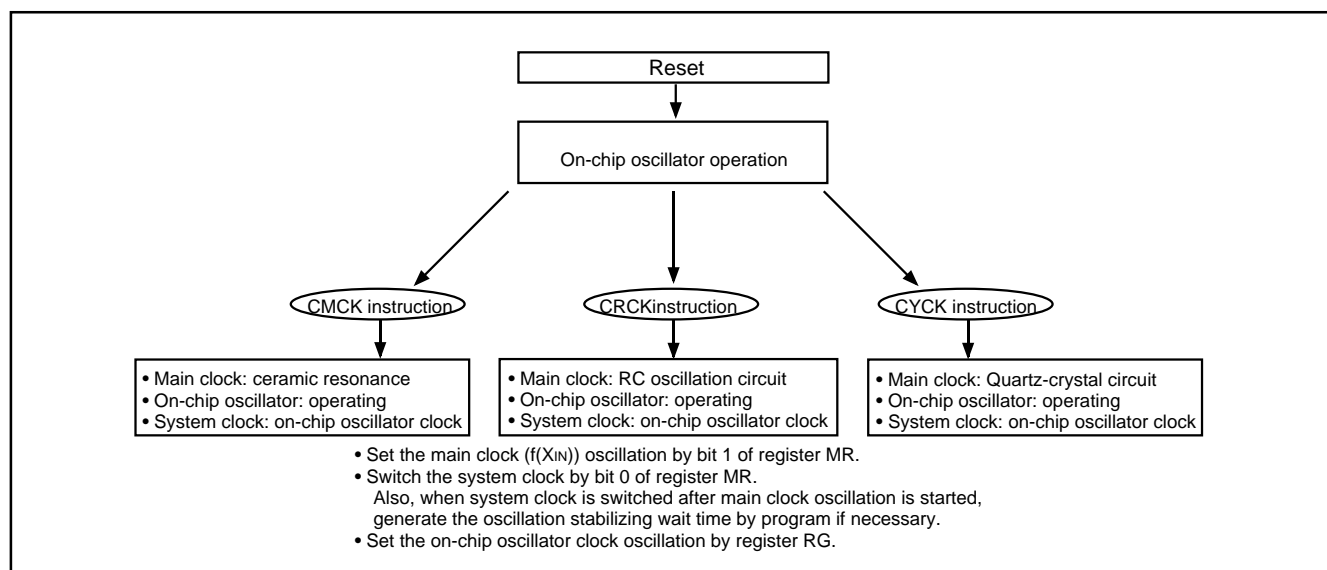 Reset
On-chip oscillator operation
CMCK instruction
CRCKinstruction
CYCK instruction
• Main clock: ceramic resonance
• On-chip oscillator: operating
• System clock: on-chip oscillator clock
• Main clock: RC oscillation circuit
• On-chip oscillator: operating
• System clock: on-chip oscillator clock
• Main clock: Quartz-crystal circuit
• On-chip oscillator: operating
• System clock: on-chip oscillator clock
• Set the main clock (f(XIN)) oscillation by bit 1 of register MR.
• Switch the system clock by bit 0 of register MR.
Also, when system clock is switched after main clock oscillation is started,
generate the oscillation stabilizing wait time by program if necessary.
• Set the on-chip oscillator clock oscillation by register RG.